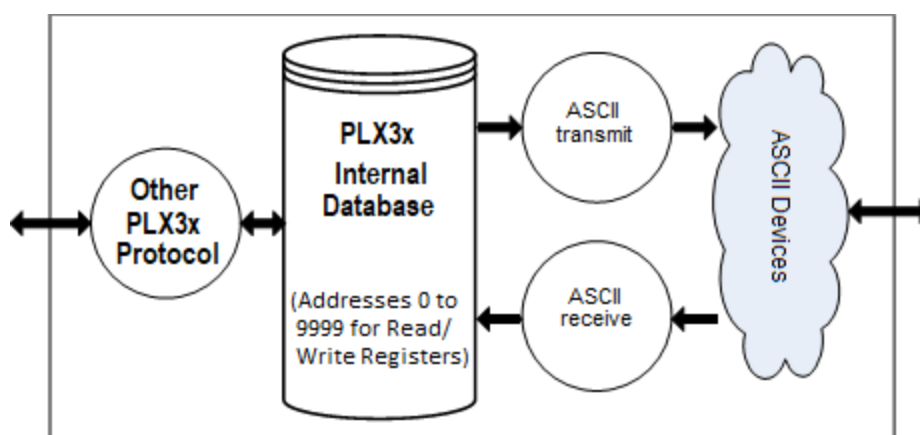 Other
PLX3x
Protocol
PLX3x
Internal
Database
(Addresses 0 to
9999 for Read/
Write Registers)
ASCII
transmit
ASCII
receive
ASCII Devices